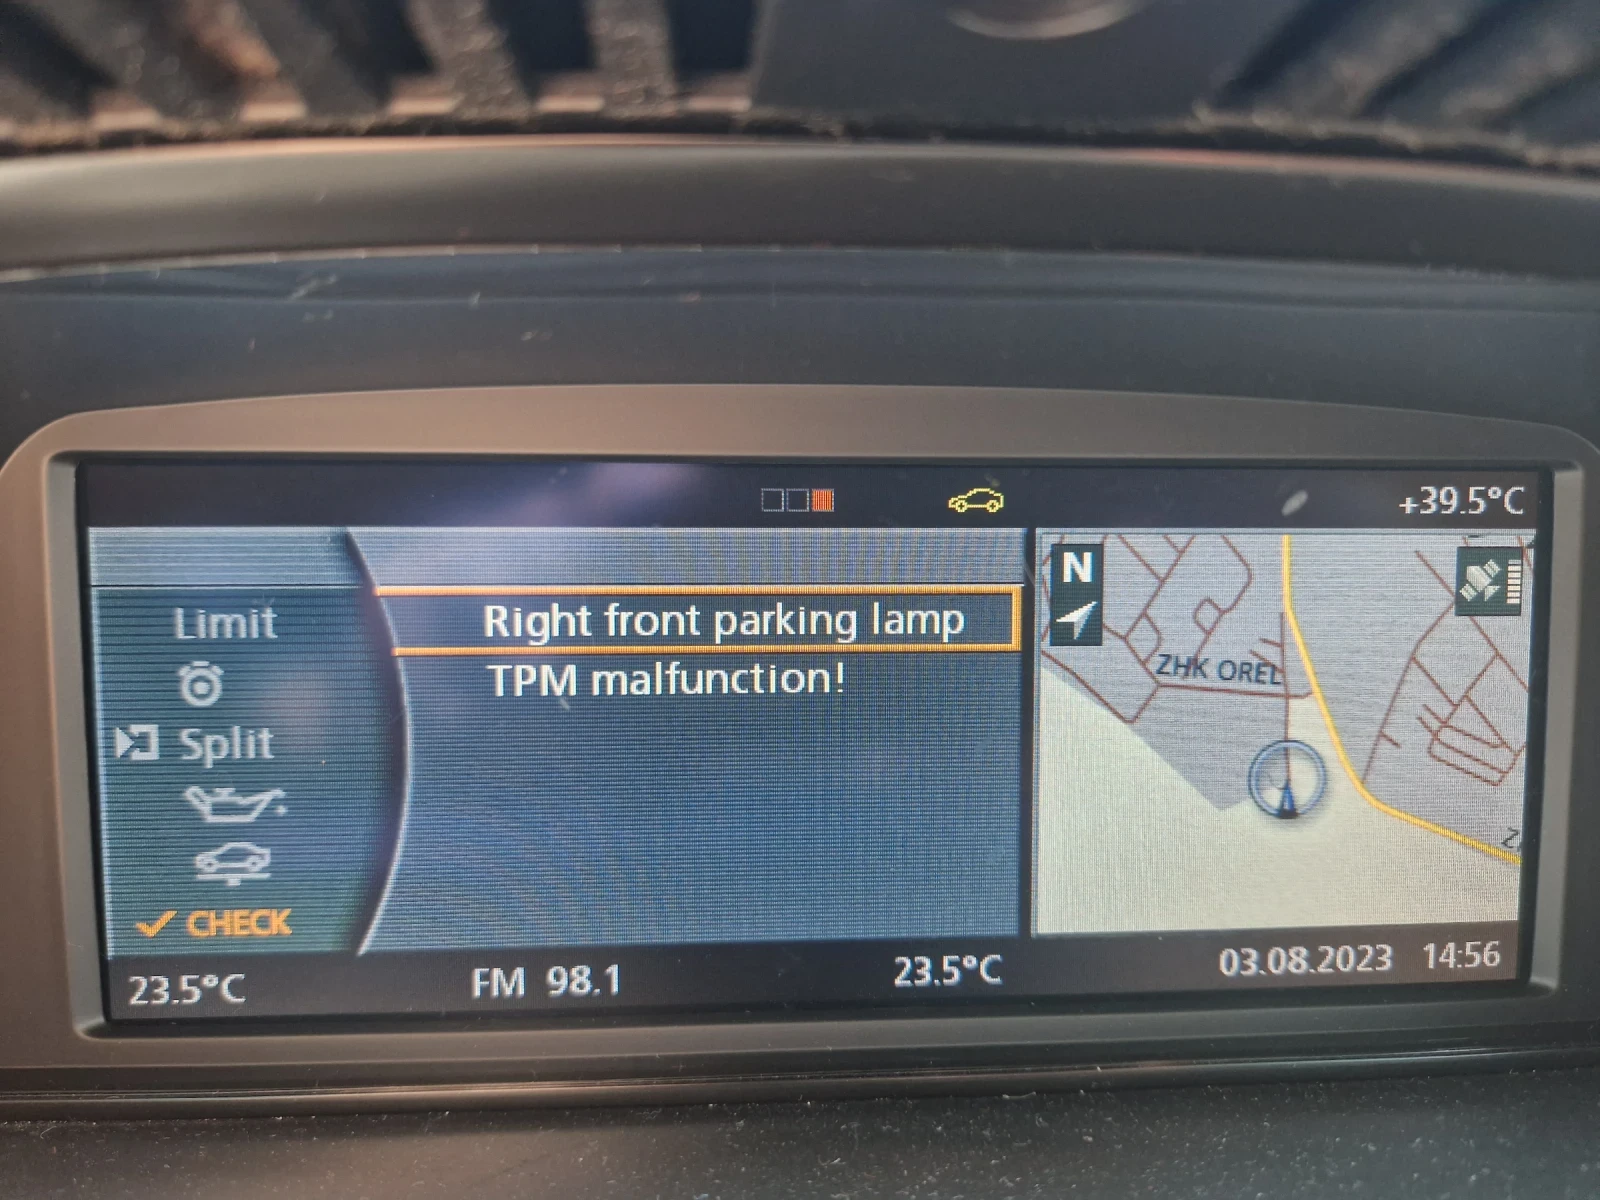 +39.5°C
Limit
Split
CHECK
Right front parking lamp
TPM malfunction!
N
ZHK OREL
23.5°C
FM 98.1
23.5°C
03.08.2023 14:56